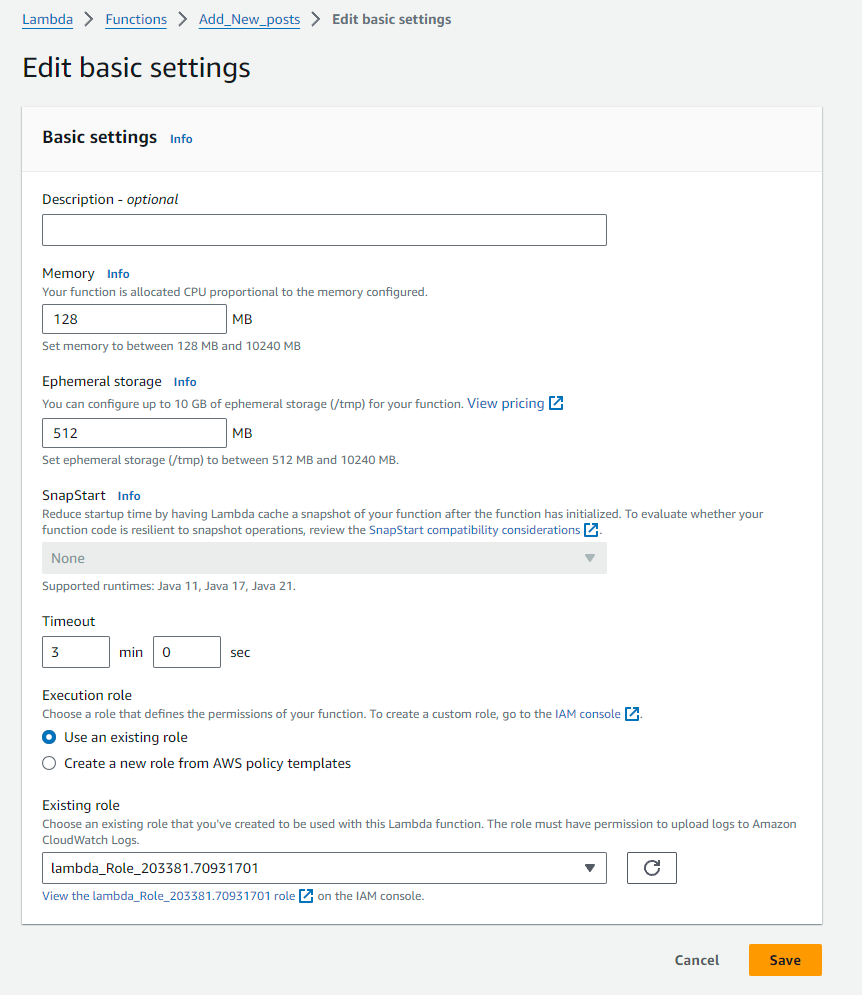 Lambda > Functions > Add_New_posts > Edit basic settings
Edit basic settings
Basic settings Info
Description - optional
Memory Info
Your function is allocated CPU proportional to the memory configured.
128 MB
Set memory to between 128 MB and 10240 MB
Ephemeral storage Info
You can configure up to 10 GB of ephemeral storage (/tmp) for your function. View pricing
512 MB
Set ephemeral storage (/tmp) to between 512 MB and 10240 MB.
SnapStart Info
Reduce startup time by having Lambda cache a snapshot of your function after the function has initialized. To evaluate whether your
function code is resilient to snapshot operations, review the SnapStart compatibility considerations.
None
Supported runtimes: Java 11, Java 17, Java 21.
Timeout
3 min 0 sec
Execution role
Choose a role that defines the permissions of your function. To create a custom role, go to the IAM console.
Use an existing role
Create a new role from AWS policy templates
Existing role
Choose an existing role that you've created to be used with this Lambda function. The role must have permission to upload logs to Amazon
CloudWatch Logs.
lambda_Role_203381.70931701
View the lambda_Role_203381.70931701 role on the IAM console.
Cancel Save